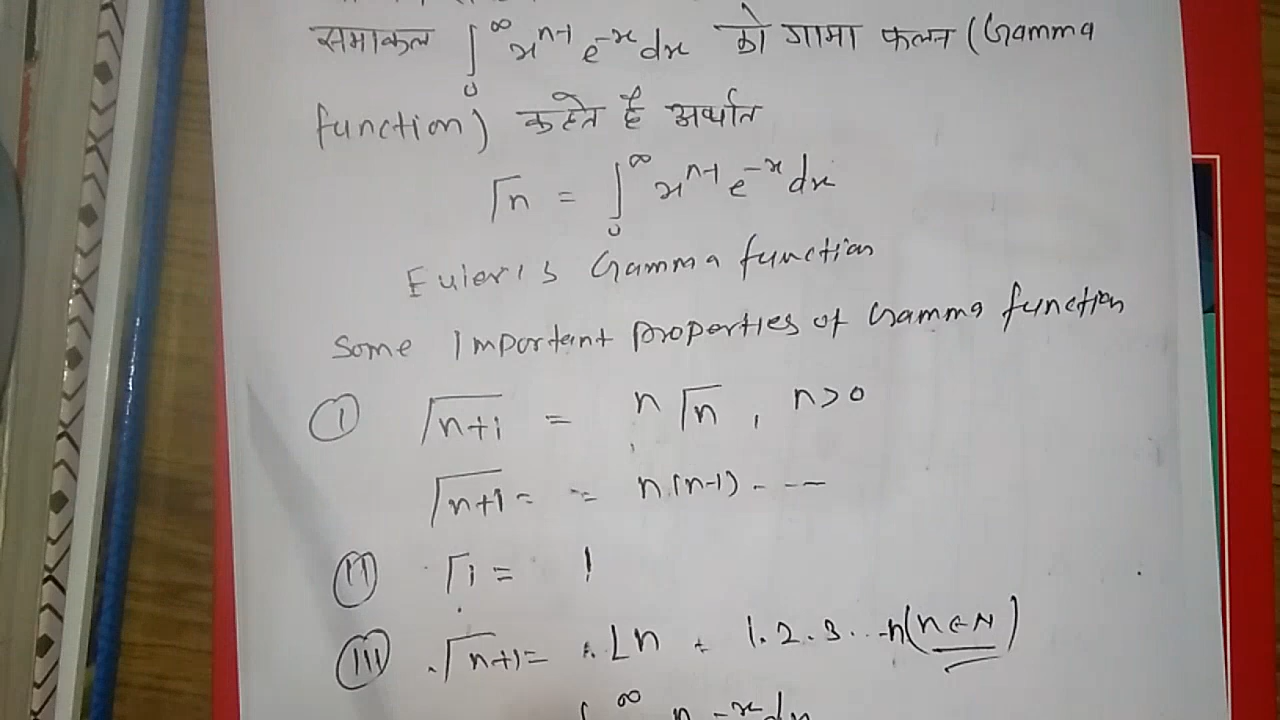 समाकल ∫₀^∞ x^{n-1} e^{-x} dx को गामा फलन (Gamma
function) कहते है अर्थात
Γn = ∫₀^∞ x^{n-1} e^{-x} dx
Euler's Gamma function
Some Important properties of Gamma function
(I) Γn+1 = n Γn , n>0
Γn+1 = = n(n-1) - - -
(II) Γ1 = 1
(III) Γn+1 = ⌊n = 1.2.3...n (n∈N)
∫ ∞ n -x dx